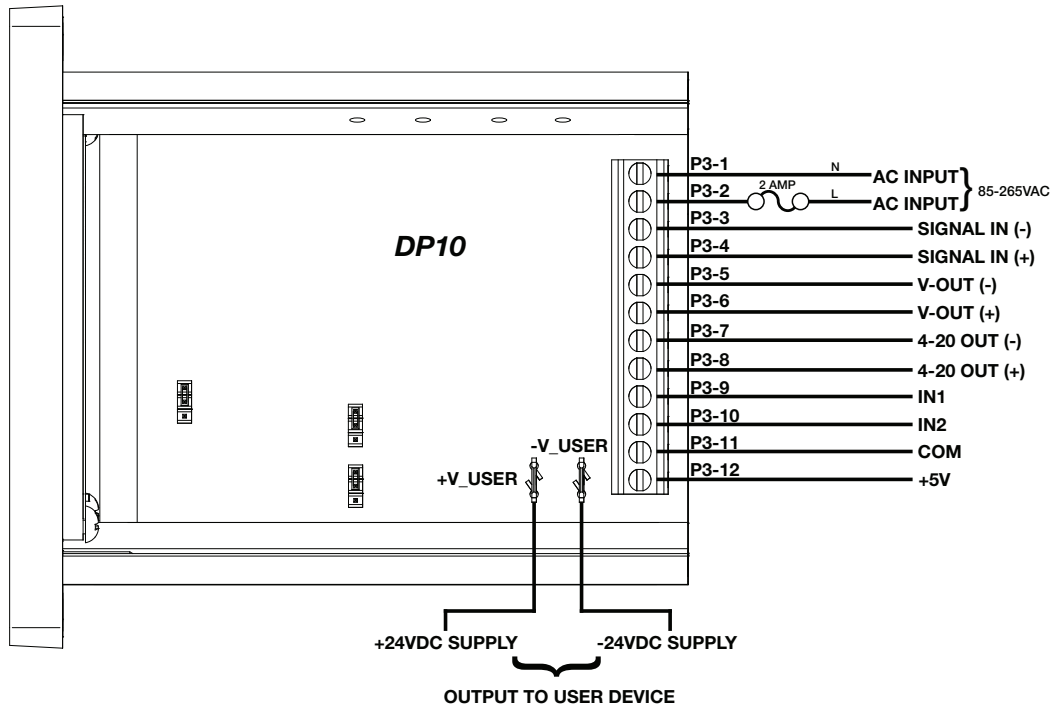 P3-1 N AC INPUT
85-265VAC
P3-2 2 AMP L AC INPUT
P3-3 SIGNAL IN (-)
P3-4 SIGNAL IN (+)
DP10
P3-5 V-OUT (-)
P3-6 V-OUT (+)
P3-7 4-20 OUT (-)
P3-8 4-20 OUT (+)
P3-9 IN1
P3-10 IN2
P3-11 COM
P3-12 +5V
-V_USER
+V_USER
+24VDC SUPPLY
-24VDC SUPPLY
OUTPUT TO USER DEVICE